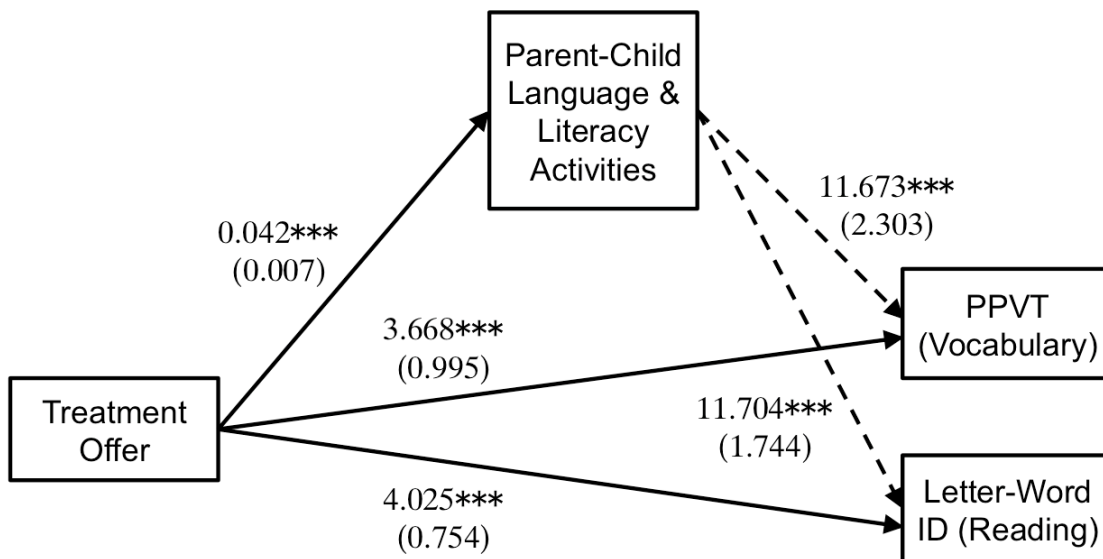 Parent-Child
Language &
Literacy
Activities
11.673***
(2.303)
0.042***
(0.007)
PPVT
(Vocabulary)
3.668***
(0.995)
Treatment
Offer
11.704***
(1.744)
Letter-Word
ID (Reading)
4.025***
(0.754)